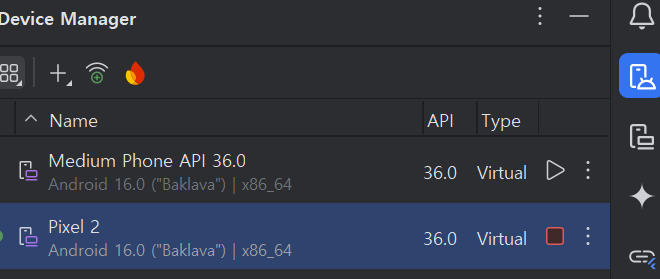 Device Manager
Name API Type
Medium Phone API 36.0
Android 16.0 ("Baklava") | x86_64
36.0 Virtual
Pixel 2
Android 16.0 ("Baklava") | x86_64
36.0 Virtual